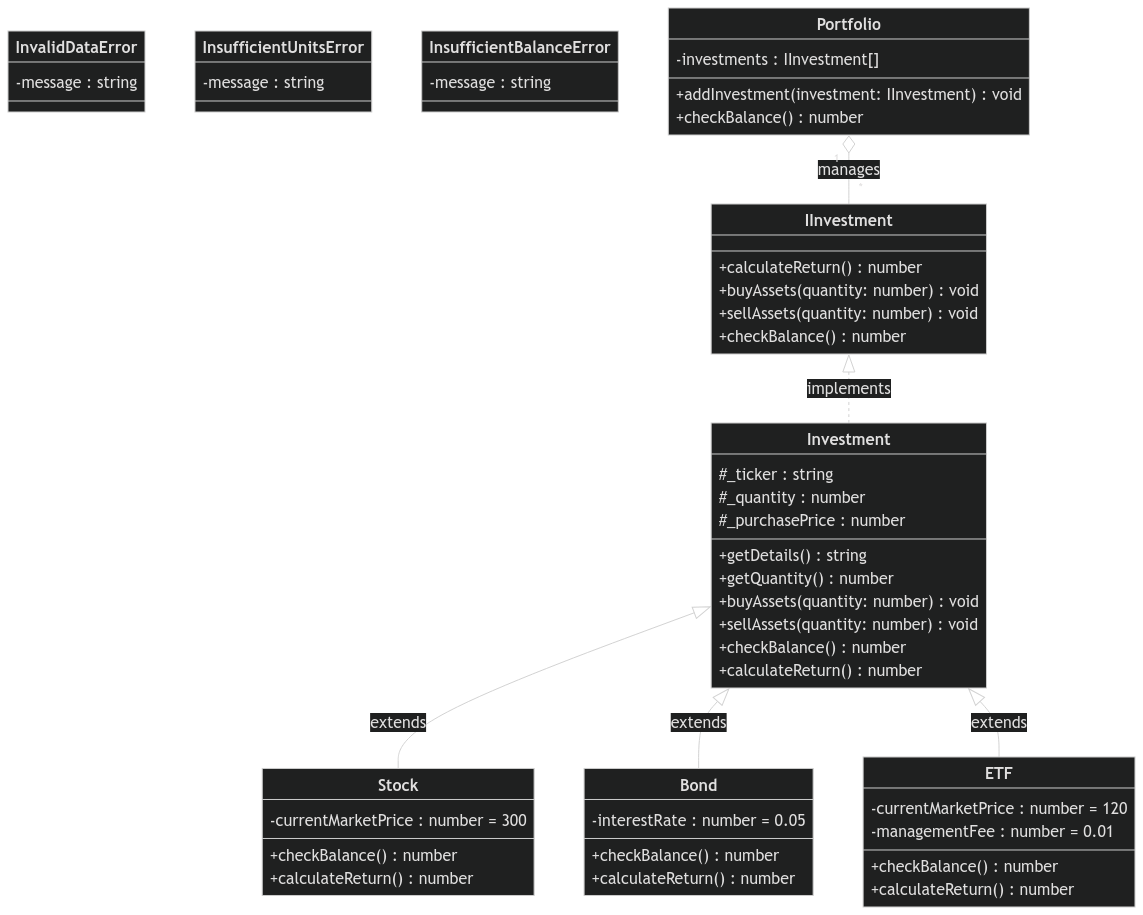 InvalidDataError
-message : string
InsufficientUnitsError
-message : string
InsufficientBalanceError
-message : string
Portfolio
-investments : IInvestment[]
+addInvestment(investment: IInvestment) : void
+checkBalance() : number
manages
IInvestment
+calculateReturn() : number
+buyAssets(quantity: number) : void
+sellAssets(quantity: number) : void
+checkBalance() : number
implements
Investment
#_ticker : string
#_quantity : number
#_purchasePrice : number
+getDetails() : string
+getQuantity() : number
+buyAssets(quantity: number) : void
+sellAssets(quantity: number) : void
+checkBalance() : number
+calculateReturn() : number
extends
extends
extends
Stock
-currentMarketPrice : number = 300
+checkBalance() : number
+calculateReturn() : number
Bond
-interestRate : number = 0.05
+checkBalance() : number
+calculateReturn() : number
ETF
-currentMarketPrice : number = 120
-managementFee : number = 0.01
+checkBalance() : number
+calculateReturn() : number